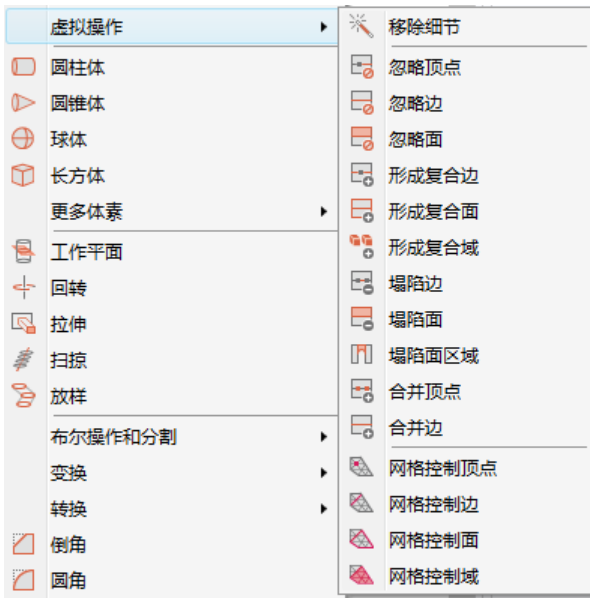 虚拟操作
圆柱体
圆锥体
球体
长方体
更多体素
工作平面
回转
拉伸
扫掠
放样
布尔操作和分割
变换
转换
倒角
圆角
移除细节
忽略顶点
忽略边
忽略面
形成复合边
形成复合面
形成复合域
塌陷边
塌陷面
塌陷面区域
合并顶点
合并边
网格控制顶点
网格控制边
网格控制面
网格控制域